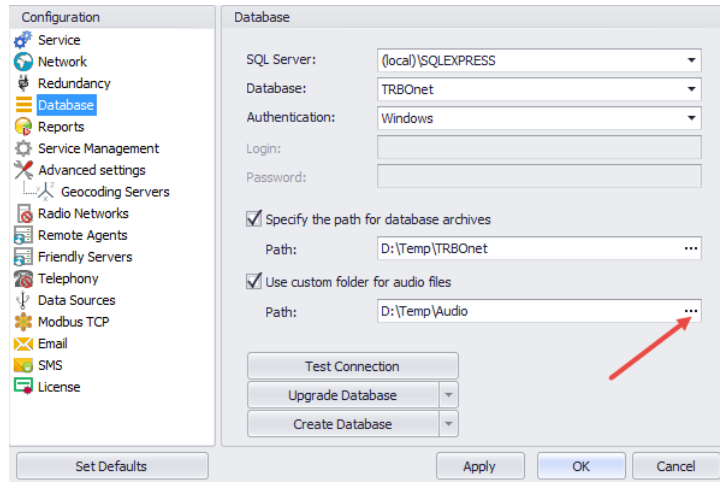 Configuration
Service
Network
Redundancy
Database
Reports
Service Management
Advanced settings
Geocoding Servers
Radio Networks
Remote Agents
Friendly Servers
Telephony
Data Sources
Modbus TCP
Email
SMS
License
Set Defaults
Database
SQL Server: (local)\SQLEXPRESS
Database: TRBOnet
Authentication: Windows
Login:
Password:
Specify the path for database archives
Path: D:\Temp\TRBOnet ...
Use custom folder for audio files
Path: D:\Temp\Audio ...
Test Connection
Upgrade Database
Create Database
Apply OK Cancel